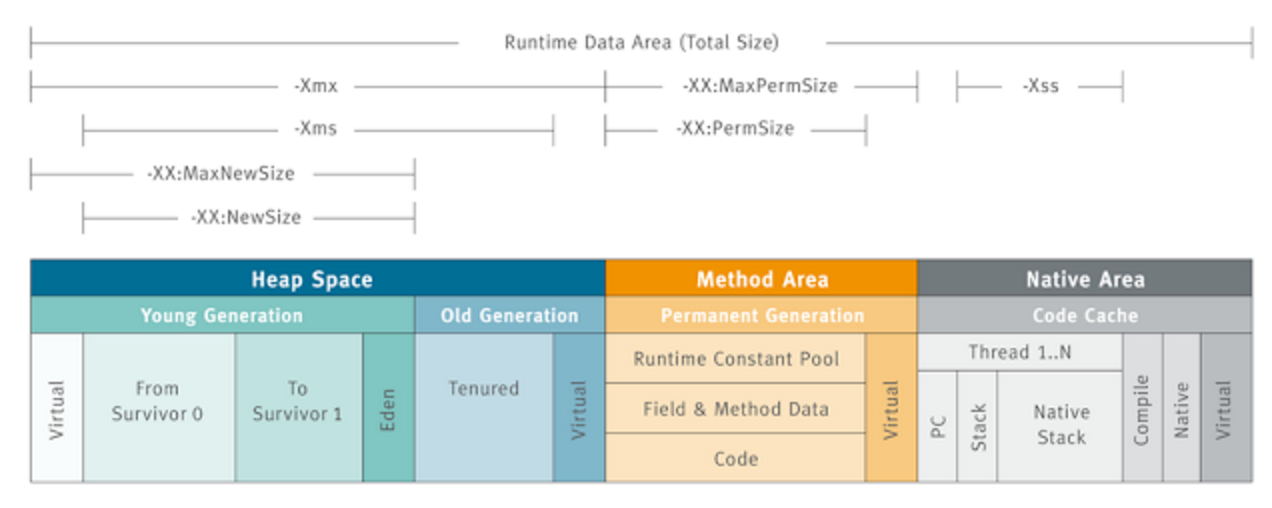 Runtime Data Area (Total Size)
-Xmx
-XX:MaxPermSize
-Xss
-Xms
-XX:PermSize
-XX:MaxNewSize
-XX:NewSize
Heap Space
Method Area
Native Area
Young Generation
Old Generation
Permanent Generation
Code Cache
Virtual
From
Survivor 0
To
Survivor 1
Eden
Tenured
Virtual
Runtime Constant Pool
Field & Method Data
Code
Virtual
Thread 1..N
PC
Stack
Native
Stack
Compile
Native
Virtual